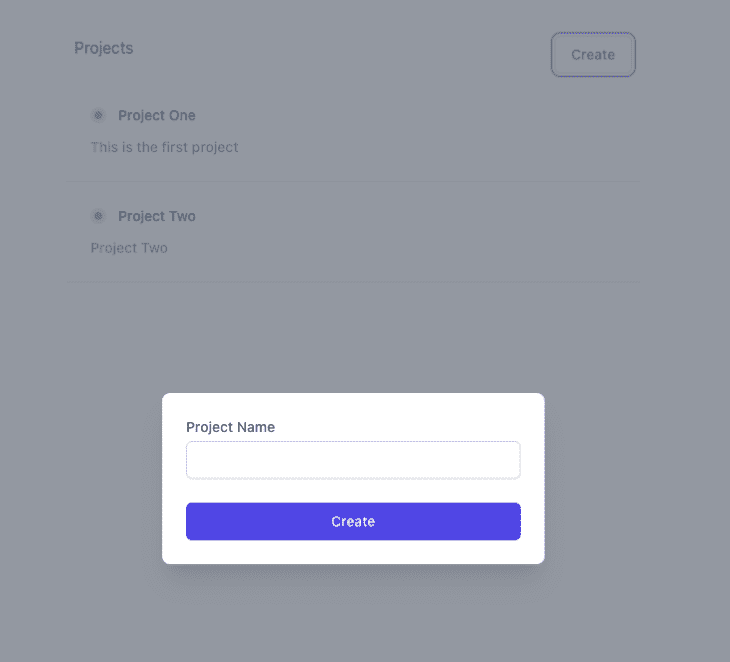 Projects
Create
Project One
This is the first project
Project Two
Project Two
Project Name
Create